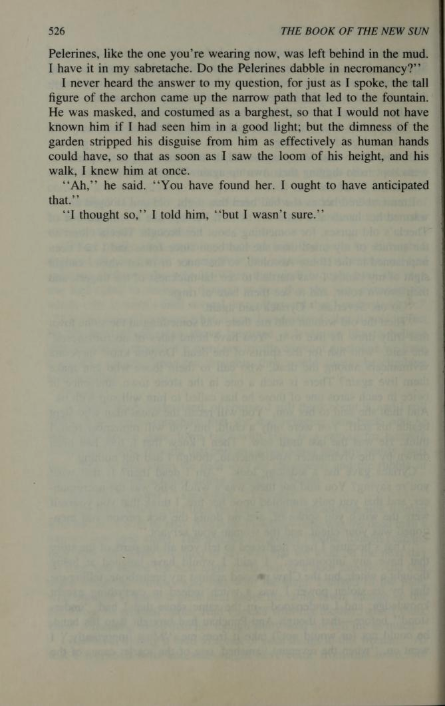 526 THE BOOK OF THE NEW SUN
Pelerines, like the one you're wearing now, was left behind in the mud.
I have it in my sabretache. Do the Pelerines dabble in necromancy?''
I never heard the answer to my question, for just as I spoke, the tall
figure of the archon came up the narrow path that led to the fountain.
He was masked, and costumed as a barghest, so that I would not have
known him if I had seen him in a good light; but the dimness of the
garden stripped his disguise from him as effectively as human hands
could have, so that as soon as I saw the loom of his height, and his
walk, I knew him at once.
''Ah,'' he said. ''You have found her. I ought to have anticipated
that.''
''I thought so,'' I told him, ''but I wasn't sure.''